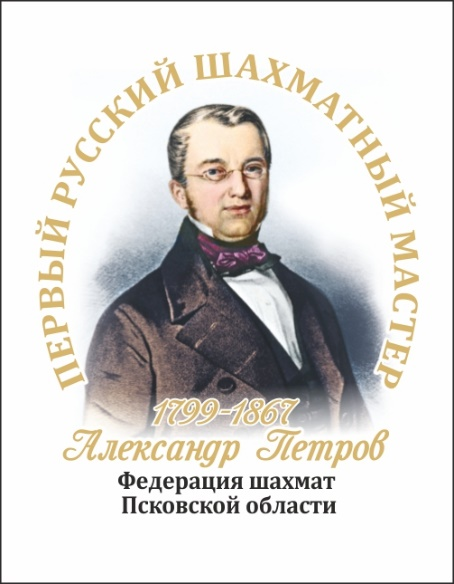 ПЕРВЫЙ РУССКИЙ ШАХМАТНЫЙ МАСТЕР
1799-1867
Александр Петров
Федерация шахмат
Псковской области